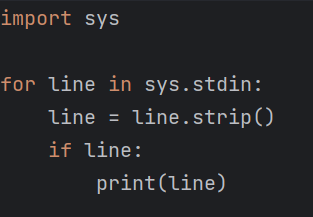 import sys

for line in sys.stdin:
    line = line.strip()
    if line:
        print(line)